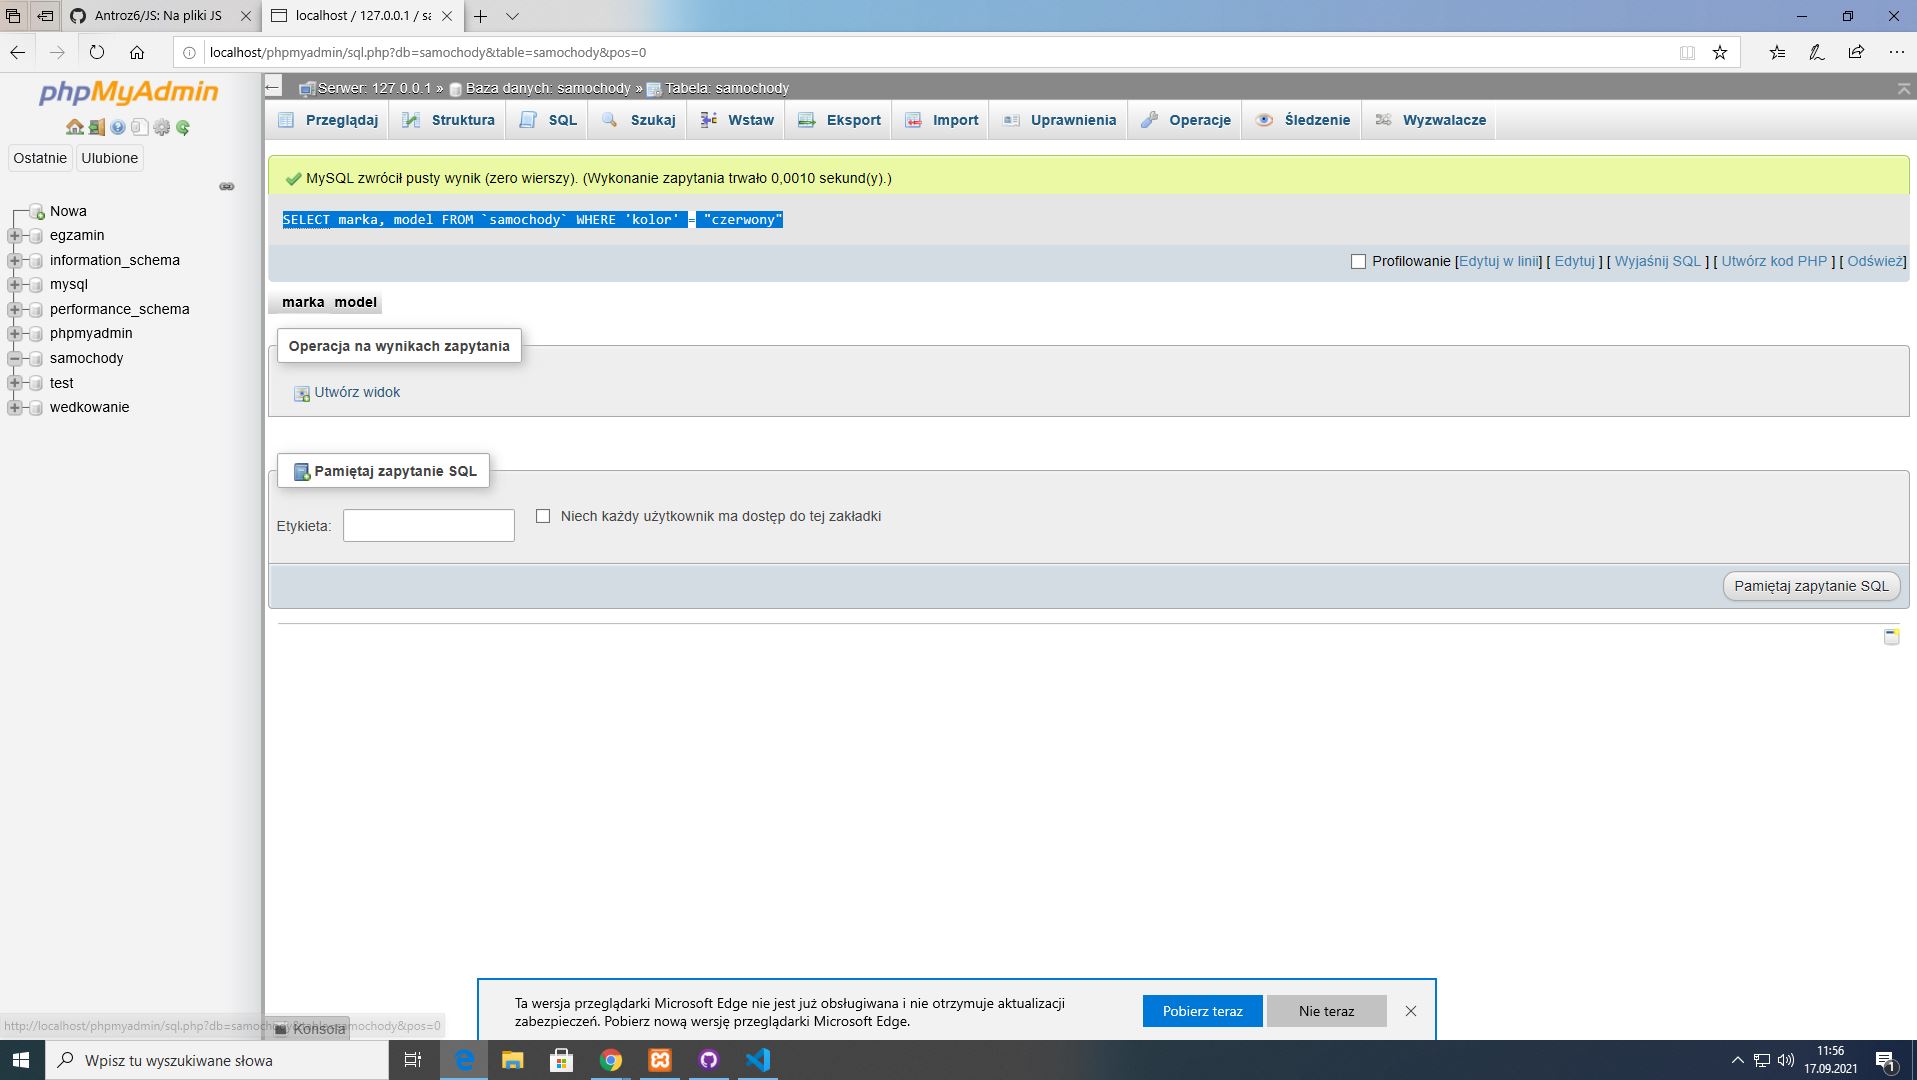 Antroz6/JS: Na pliki JS
localhost / 127.0.0.1 / sa
localhost/phpmyadmin/sql.php?db=samochody&table=samochody&pos=0
phpMyAdmin
Ostatnie Ulubione
Nowa
egzamin
information_schema
mysql
performance_schema
phpmyadmin
samochody
test
wedkowanie
Serwer: 127.0.0.1 » Baza danych: samochody » Tabela: samochody
Przeglądaj Struktura SQL Szukaj Wstaw Eksport Import Uprawnienia Operacje Śledzenie Wyzwalacze
MySQL zwrócił pusty wynik (zero wierszy). (Wykonanie zapytania trwało 0,0010 sekund(y).)
SELECT marka, model FROM `samochody` WHERE 'kolor' = "czerwony"
Profilowanie [Edytuj w linii] [ Edytuj ] [ Wyjaśnij SQL ] [ Utwórz kod PHP ] [ Odśwież]
marka model
Operacja na wynikach zapytania
Utwórz widok
Pamiętaj zapytanie SQL
Etykieta:
Niech każdy użytkownik ma dostęp do tej zakładki
Pamiętaj zapytanie SQL
Ta wersja przeglądarki Microsoft Edge nie jest już obsługiwana i nie otrzymuje aktualizacji
zabezpieczeń. Pobierz nową wersję przeglądarki Microsoft Edge.
Pobierz teraz
Nie teraz
http://localhost/phpmyadmin/sql.php?db=samochody&table=samochody&pos=0
Konsola
Wpisz tu wyszukiwane słowa
11:56
17.09.2021
1